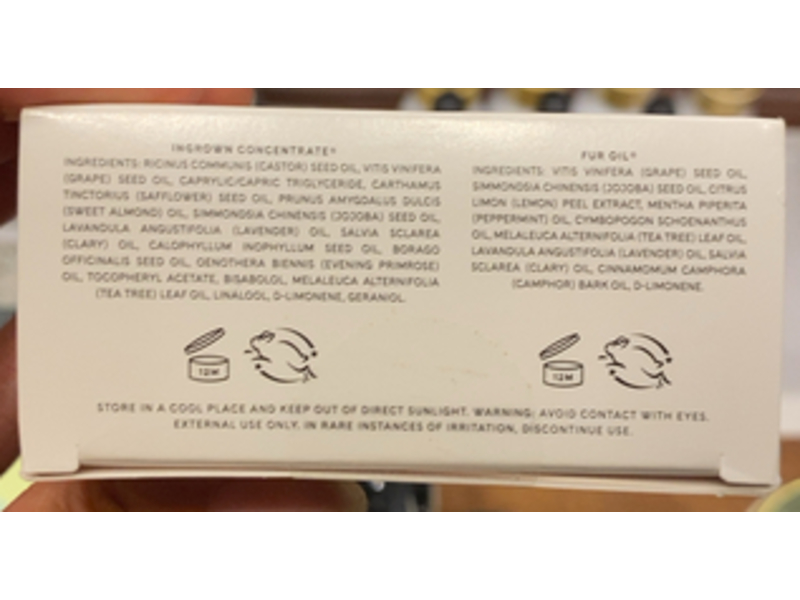 INGROWN CONCENTRATE®
INGREDIENTS: RICINUS COMMUNIS (CASTOR) SEED OIL, VITIS VINIFERA
(GRAPE) SEED OIL, CAPRYLIC/CAPRIC TRIGLYCERIDE, CARTHAMUS
TINCTORIUS (SAFFLOWER) SEED OIL, PRUNUS AMYGDALUS DULCIS
(SWEET ALMOND) OIL, SIMMONDSIA CHINENSIS (JOJOBA) SEED OIL,
LAVANDULA ANGUSTIFOLIA (LAVENDER) OIL, SALVIA SCLAREA
(CLARY) OIL, CALOPHYLLUM INOPHYLLUM SEED OIL, BORAGO
OFFICINALIS SEED OIL, OENOTHERA BIENNIS (EVENING PRIMROSE)
OIL, TOCOPHERYL ACETATE, BISABOLOL, MELALEUCA ALTERNIFOLIA
(TEA TREE) LEAF OIL, LINALOOL, D-LIMONENE, GERANIOL.
FUR OIL®
INGREDIENTS: VITIS VINIFERA (GRAPE) SEED OIL,
SIMMONDSIA CHINENSIS (JOJOBA) SEED OIL, CITRUS
LIMON (LEMON) PEEL EXTRACT, MENTHA PIPERITA
(PEPPERMINT) OIL, CYMBOPOGON SCHOENANTHUS
OIL, MELALEUCA ALTERNIFOLIA (TEA TREE) LEAF OIL,
LAVANDULA ANGUSTIFOLIA (LAVENDER) OIL, SALVIA
SCLAREA (CLARY) OIL, CINNAMOMUM CAMPHORA
(CAMPHOR) BARK OIL, D-LIMONENE.
12M
12M
STORE IN A COOL PLACE AND KEEP OUT OF DIRECT SUNLIGHT. WARNING: AVOID CONTACT WITH EYES.
EXTERNAL USE ONLY. IN RARE INSTANCES OF IRRITATION, DISCONTINUE USE.